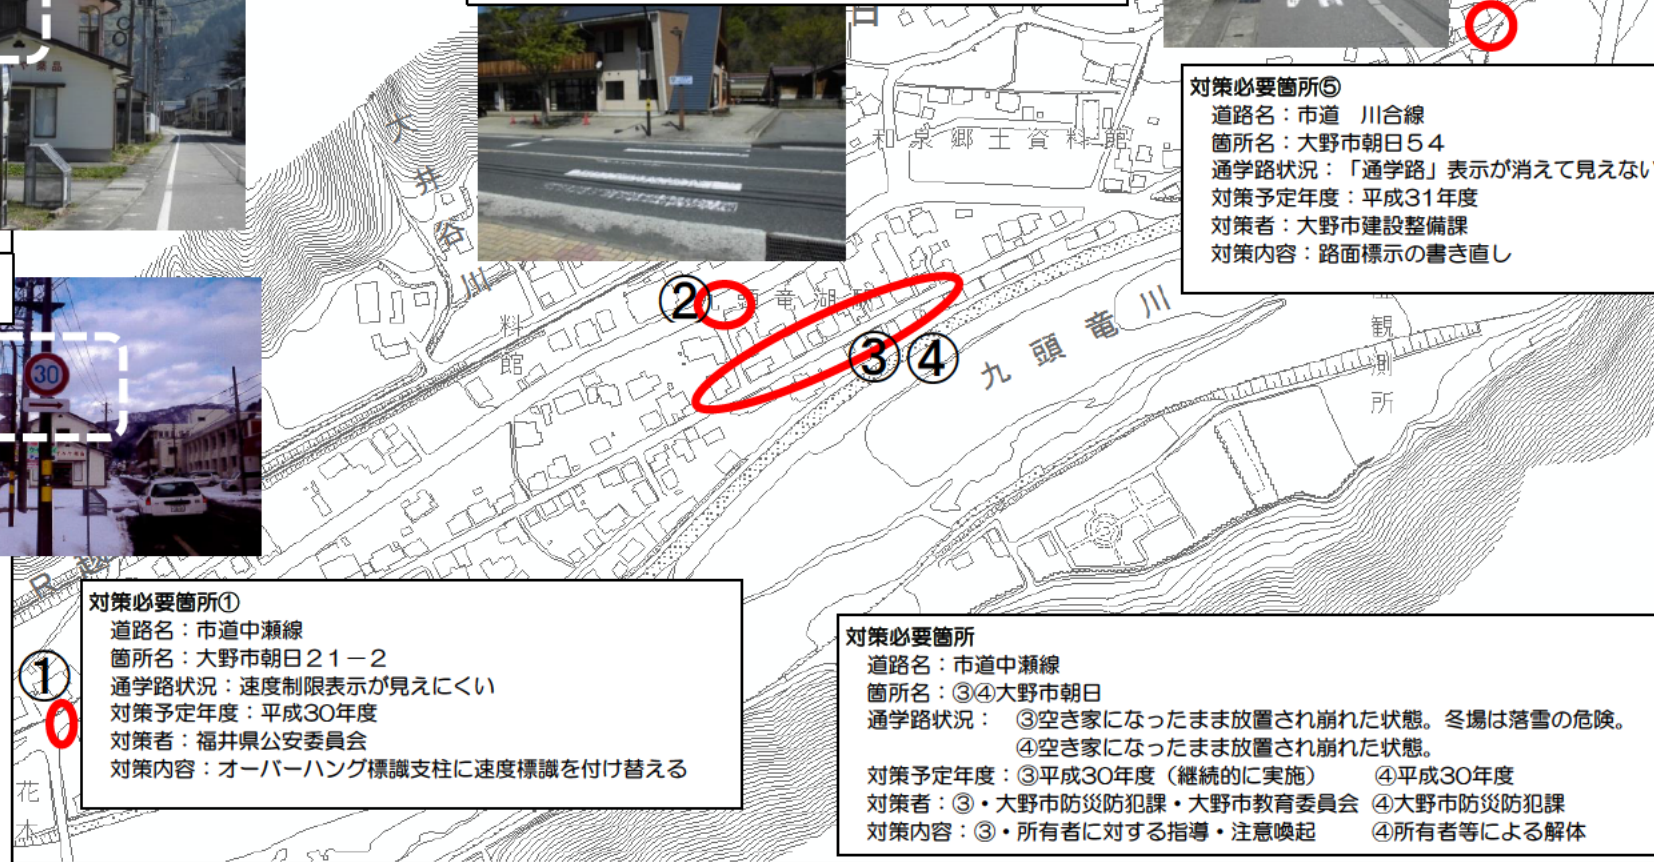 大
井
谷
川
和泉郷土資料館
料
館
②
頭竜湖駅
③④
九頭竜川
観
測
所
30
対策必要箇所⑤
道路名：市道　川合線
箇所名：大野市朝日５４
通学路状況：「通学路」表示が消えて見えない
対策予定年度：平成31年度
対策者：大野市建設整備課
対策内容：路面標示の書き直し
R越
①
花
本
対策必要箇所①
道路名：市道中瀬線
箇所名：大野市朝日２１－２
通学路状況：速度制限表示が見えにくい
対策予定年度：平成30年度
対策者：福井県公安委員会
対策内容：オーバーハング標識支柱に速度標識を付け替える
対策必要箇所
道路名：市道中瀬線
箇所名：③④大野市朝日
通学路状況：　③空き家になったまま放置され崩れた状態。冬場は落雪の危険。
④空き家になったまま放置され崩れた状態。
対策予定年度：③平成30年度（継続的に実施）　　④平成30年度
対策者：③・大野市防災防犯課・大野市教育委員会　④大野市防災防犯課
対策内容：③・所有者に対する指導・注意喚起　　④所有者等による解体